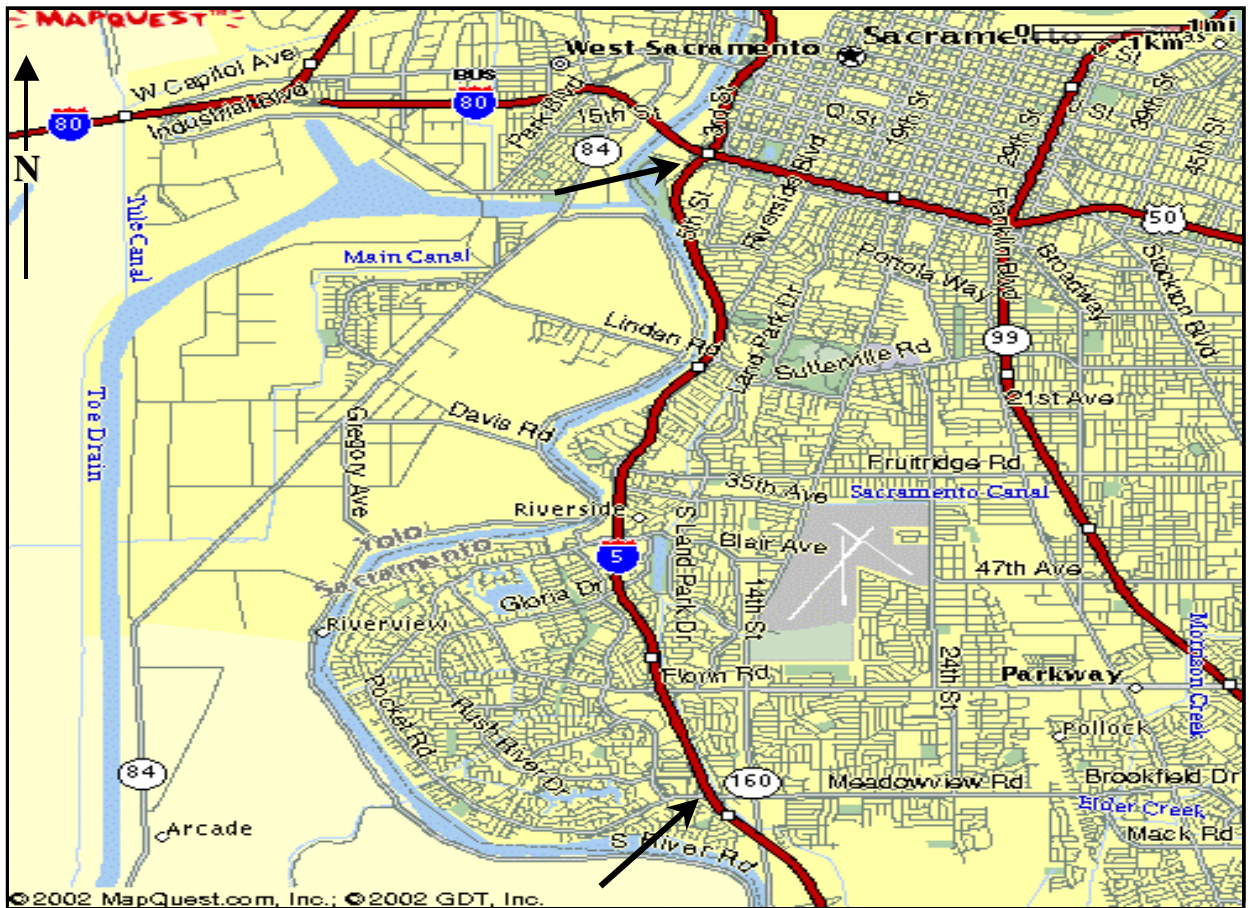 MAPQUEST
West Sacramento
Sacramento
0
1mi
1km
W Capitol Ave
Industrial Blvd
BUS
80
80
Park Blvd
15th St
3rd St
O St
19th St
29th St
St
St
39th St
45th St
84
N
Tule Canal
Main Canal
5th St
Riverside Blvd
Franklin Blvd
50
Portola Way
Broadway
Stockton Blvd
Linden Rd
Land Park Dr
Sutterville Rd
99
21st Ave
Toe Drain
Gregory Ave
Davis Rd
Fruitridge Rd
35th Ave
Sacramento Canal
Riverside
S Land Park Dr
Blair Ave
Yolo
Sacramento
5
47th Ave
Gloria Dr
14th St
Riverview
24th St
Morrison Creek
Florin Rd
Parkway
Pocket Rd
Rush River Dr
Pollock
84
160
Meadowview Rd
Brookfield Dr
Elder Creek
Arcade
Mack Rd
S River Rd
©2002 MapQuest.com, Inc.; ©2002 GDT, Inc.